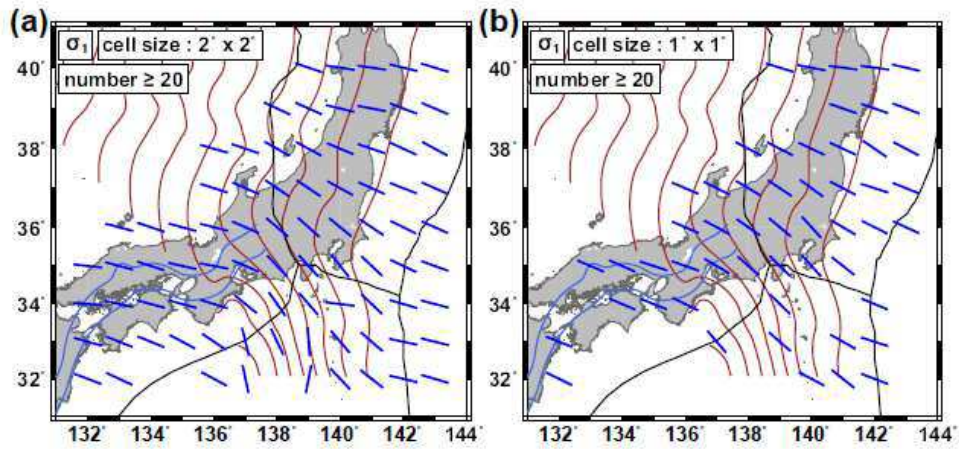 (a)
σ1 cell size : 2° x 2°
number ≥ 20
40°
38°
36°
34°
32°
132° 134° 136° 138° 140° 142° 144°
(b)
σ1 cell size : 1° x 1°
number ≥ 20
40°
38°
36°
34°
32°
132° 134° 136° 138° 140° 142° 144°